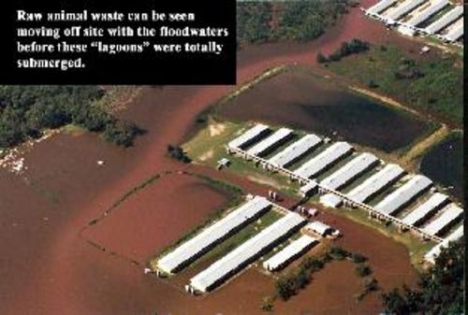 Raw animal waste can be seen
moving off site with the floodwaters
before these “lagoons” were totally
submerged.